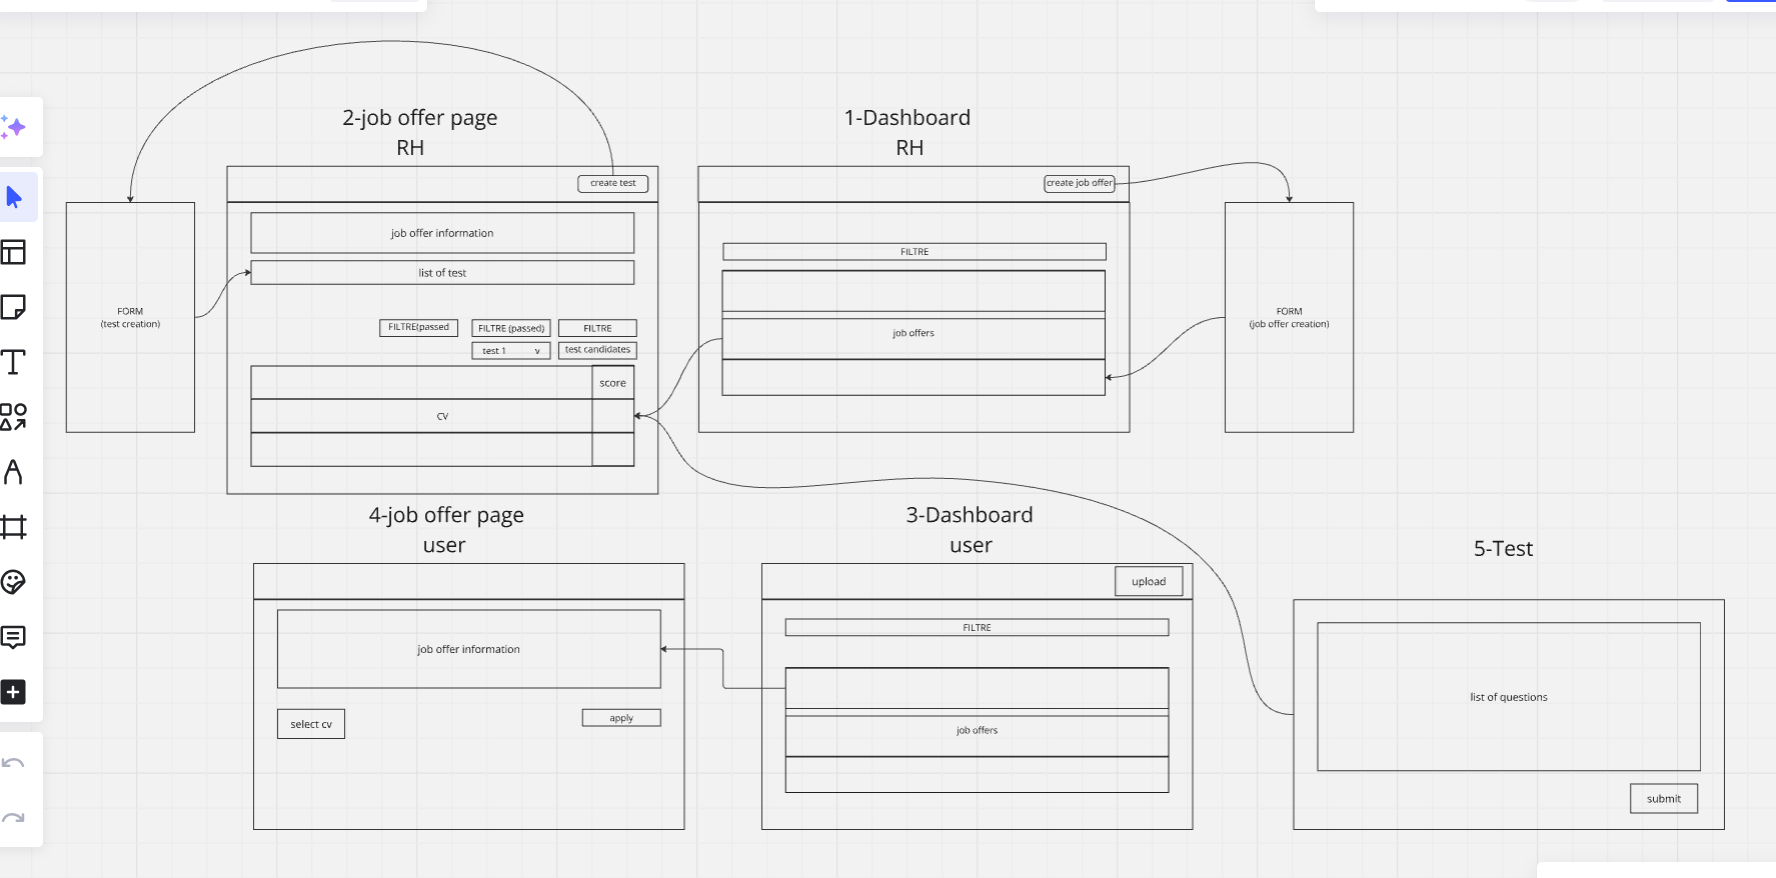 2-job offer page
RH
create test
job offer information
list of test
FORM
(test creation)
FILTRE(passed
FILTRE (passed)
FILTRE
test 1 v
test candidates
score
CV
1-Dashboard
RH
create job offer
FILTRE
job offers
FORM
(job offer creation)
4-job offer page
user
job offer information
select cv
apply
3-Dashboard
user
upload
FILTRE
job offers
5-Test
list of questions
submit